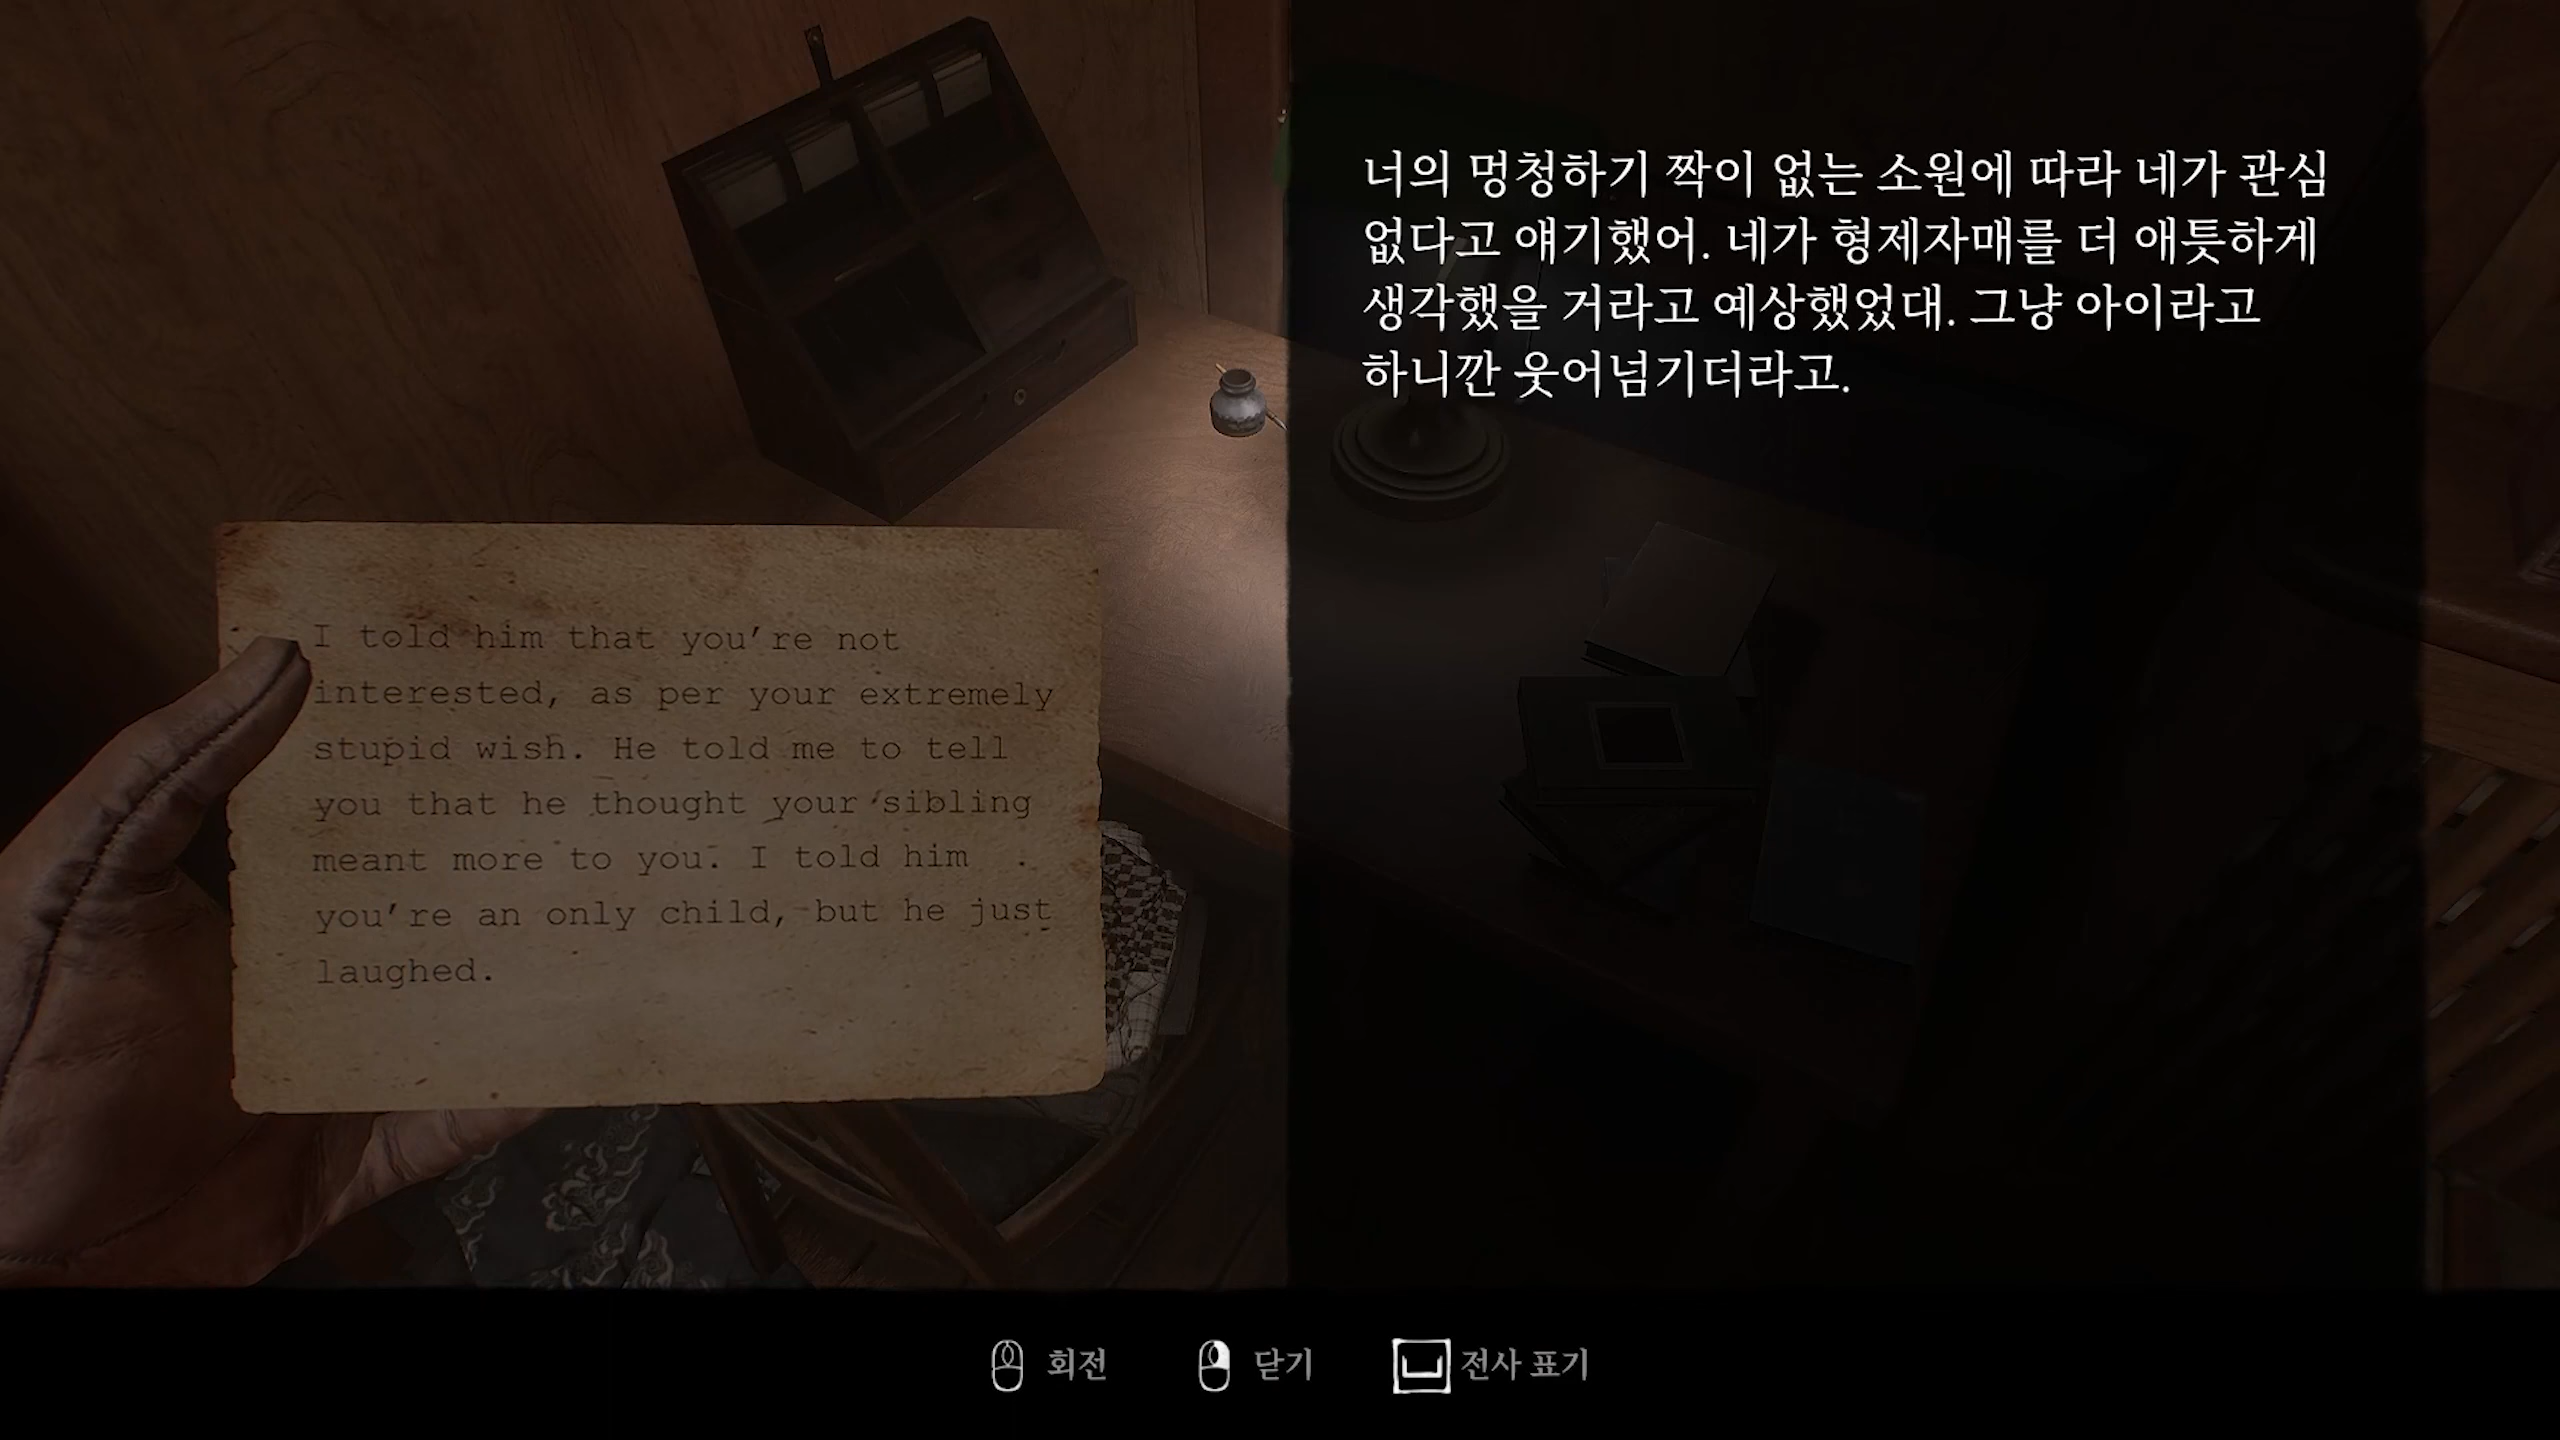 너의 멍청하기 짝이 없는 소원에 따라 네가 관심
없다고 얘기했어. 네가 형제자매를 더 애틋하게
생각했을 거라고 예상했었대. 그냥 아이라고
하니깐 웃어넘기더라고.
I told him that you're not
interested, as per your extremely
stupid wish. He told me to tell
you that he thought your sibling
meant more to you. I told him
you're an only child, but he just
laughed.
회전 닫기 전사 표기